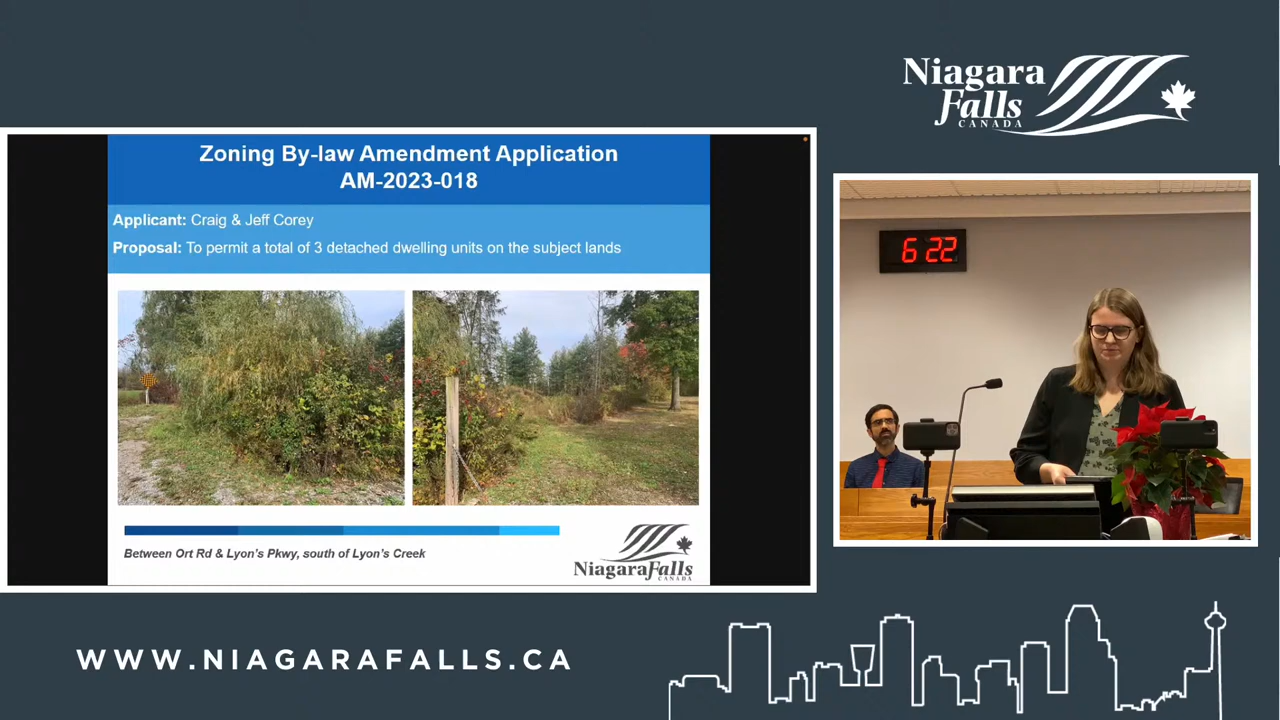 Niagara
Falls
CANADA
Zoning By-law Amendment Application
AM-2023-018
Applicant: Craig & Jeff Corey
Proposal: To permit a total of 3 detached dwelling units on the subject lands
6 22
Between Ort Rd & Lyon's Pkwy, south of Lyon's Creek
NiagaraFalls
CANADA
WWW.NIAGARAFALLS.CA